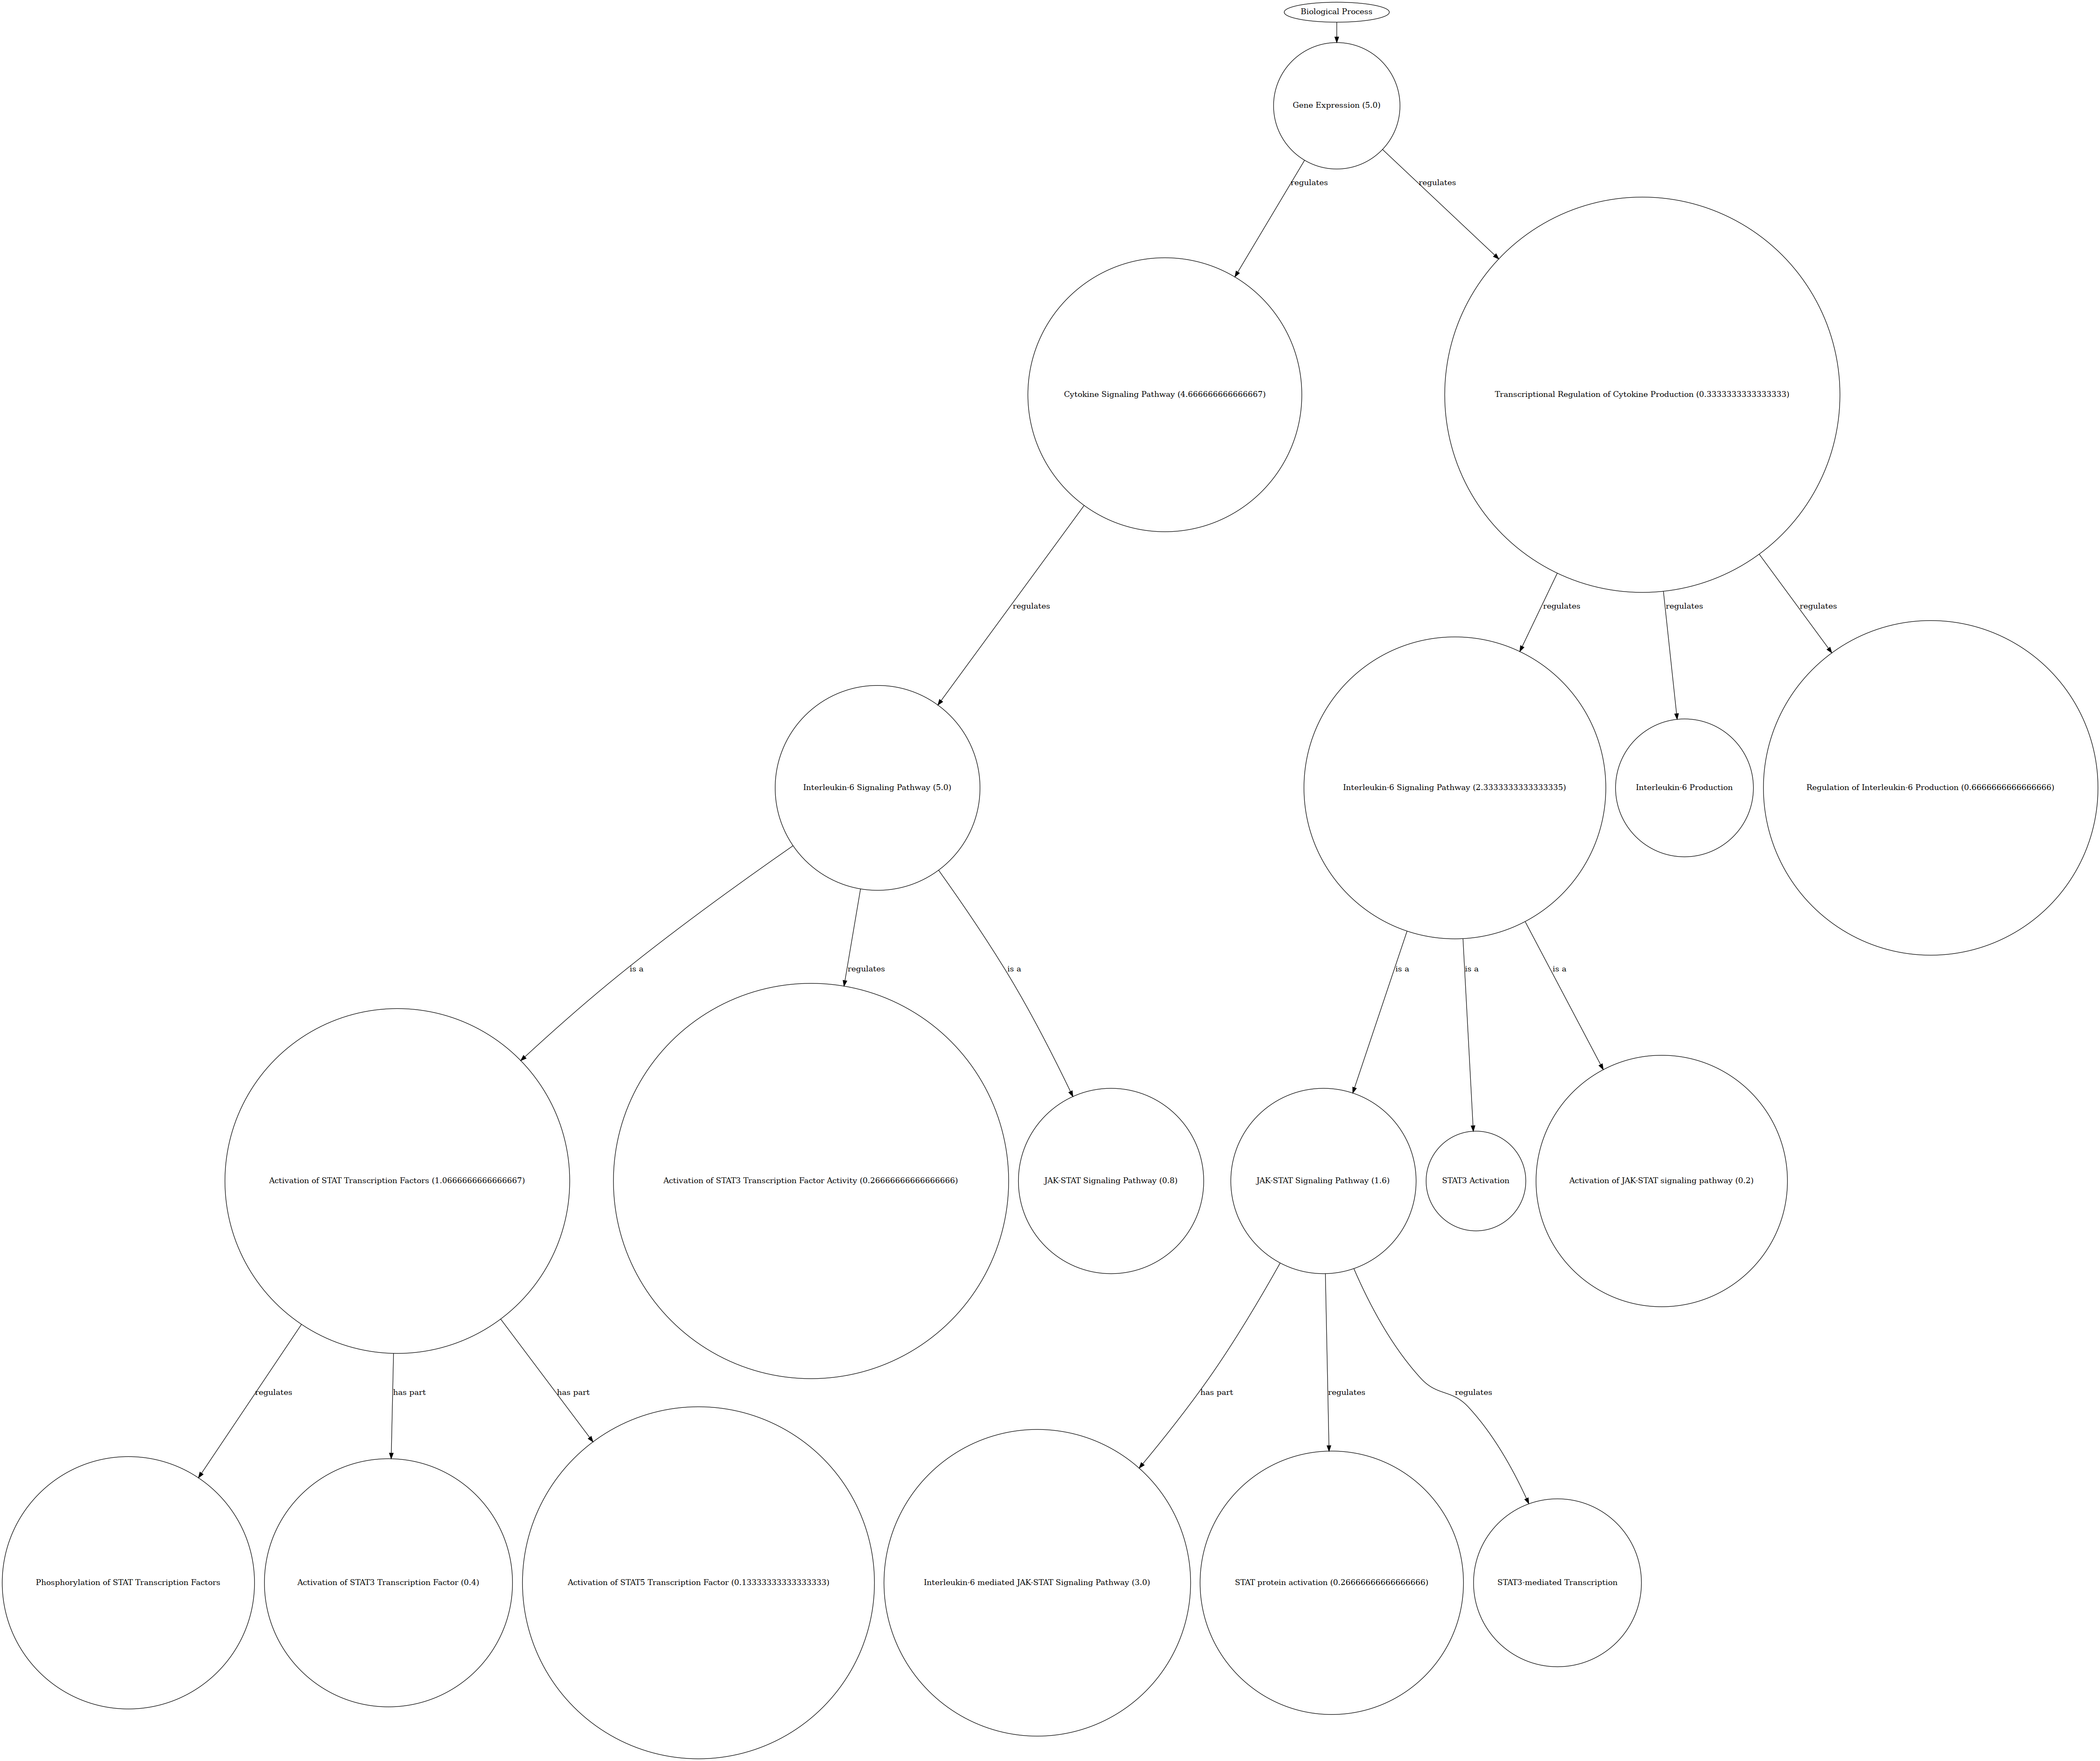 Biological Process
Gene Expression (5.0)
regulates
regulates
Cytokine Signaling Pathway (4.666666666666667)
Transcriptional Regulation of Cytokine Production (0.3333333333333333)
regulates
regulates
regulates
regulates
Interleukin-6 Signaling Pathway (5.0)
Interleukin-6 Signaling Pathway (2.3333333333333335)
Interleukin-6 Production
Regulation of Interleukin-6 Production (0.6666666666666666)
is a
regulates
is a
is a
is a
is a
Activation of STAT Transcription Factors (1.0666666666666667)
Activation of STAT3 Transcription Factor Activity (0.26666666666666666)
JAK-STAT Signaling Pathway (0.8)
JAK-STAT Signaling Pathway (1.6)
STAT3 Activation
Activation of JAK-STAT signaling pathway (0.2)
regulates
has part
has part
has part
regulates
regulates
Phosphorylation of STAT Transcription Factors
Activation of STAT3 Transcription Factor (0.4)
Activation of STAT5 Transcription Factor (0.13333333333333333)
Interleukin-6 mediated JAK-STAT Signaling Pathway (3.0)
STAT protein activation (0.26666666666666666)
STAT3-mediated Transcription